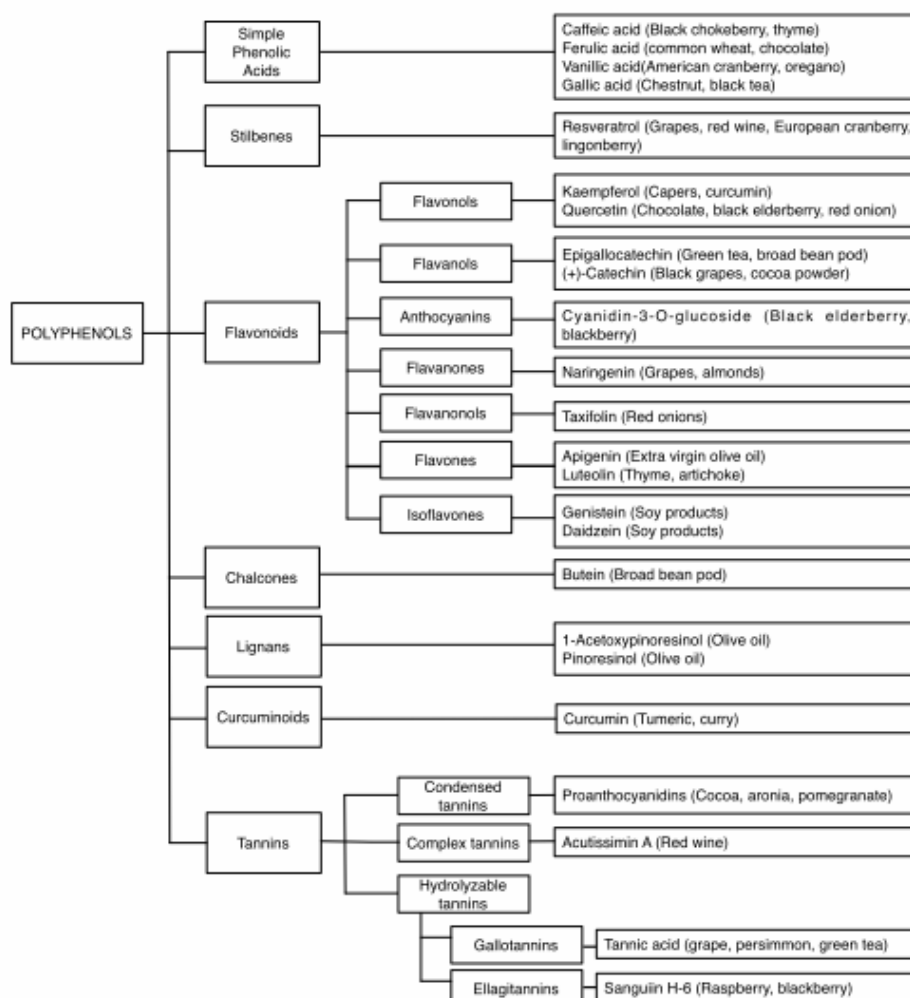 Simple
Phenolic
Acids
Caffeic acid (Black chokeberry, thyme)
Ferulic acid (common wheat, chocolate)
Vanillic acid(American cranberry, oregano)
Gallic acid (Chestnut, black tea)
Stilbenes
Resveratrol (Grapes, red wine, European cranberry,
lingonberry)
Flavonols
Kaempferol (Capers, curcumin)
Quercetin (Chocolate, black elderberry, red onion)
Flavanols
Epigallocatechin (Green tea, broad bean pod)
(+)-Catechin (Black grapes, cocoa powder)
POLYPHENOLS
Flavonoids
Anthocyanins
Cyanidin-3-O-glucoside (Black elderberry,
blackberry)
Flavanones
Naringenin (Grapes, almonds)
Flavanonols
Taxifolin (Red onions)
Flavones
Apigenin (Extra virgin olive oil)
Luteolin (Thyme, artichoke)
Isoflavones
Genistein (Soy products)
Daidzein (Soy products)
Chalcones
Butein (Broad bean pod)
Lignans
1-Acetoxypinoresinol (Olive oil)
Pinoresinol (Olive oil)
Curcuminoids
Curcumin (Tumeric, curry)
Tannins
Condensed
tannins
Proanthocyanidins (Cocoa, aronia, pomegranate)
Complex tannins
Acutissimin A (Red wine)
Hydrolyzable
tannins
Gallotannins
Tannic acid (grape, persimmon, green tea)
Ellagitannins
Sanguiin H-6 (Raspberry, blackberry)